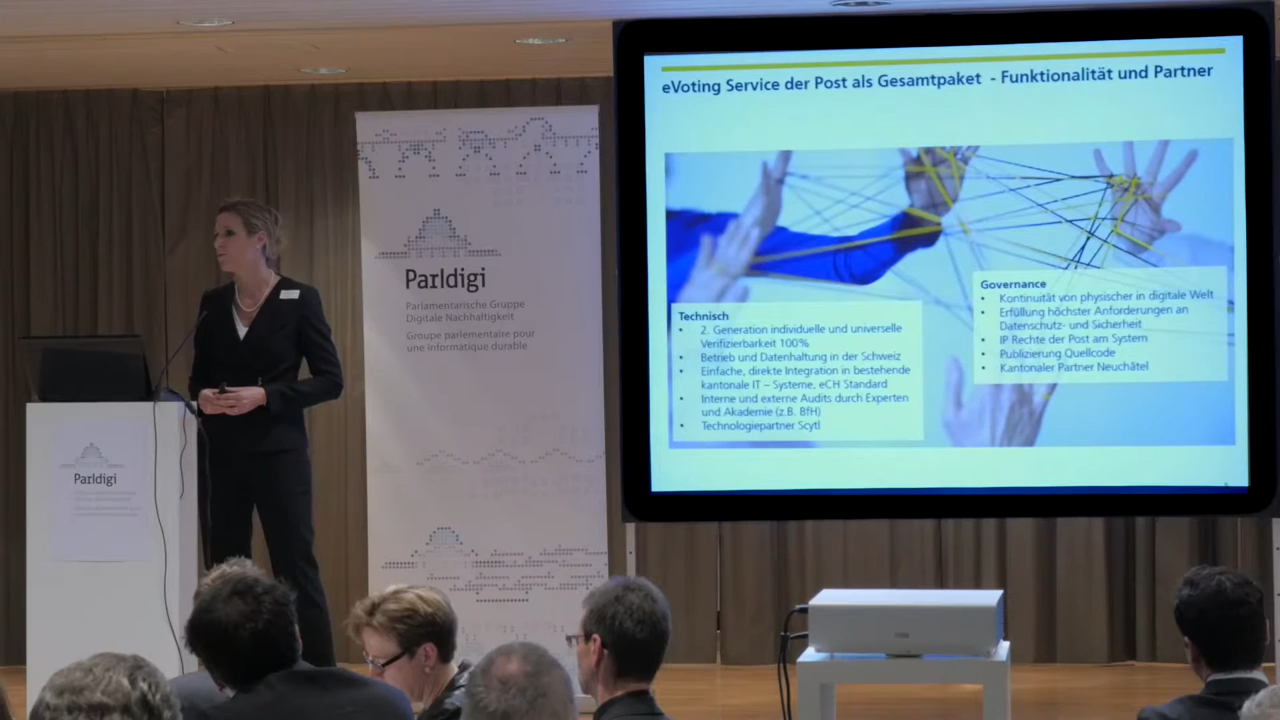 eVoting Service der Post als Gesamtpaket - Funktionalität und Partner
Technisch
• 2. Generation individuelle und universelle
Verifizierbarkeit 100%
• Betrieb und Datenhaltung in der Schweiz
• Einfache, direkte Integration in bestehende
kantonale IT – Systeme, eCH Standard
• Interne und externe Audits durch Experten
und Akademie (z.B. BfH)
• Technologiepartner Scytl
Governance
• Kontinuität von physischer in digitale Welt
• Erfüllung höchster Anforderungen an
Datenschutz- und Sicherheit
• IP Rechte der Post am System
• Publizierung Quellcode
• Kantonaler Partner Neuchâtel
Parldigi
Parlamentarische Gruppe
Digitale Nachhaltigkeit
Groupe parlementaire pour
une informatique durable
Parldigi